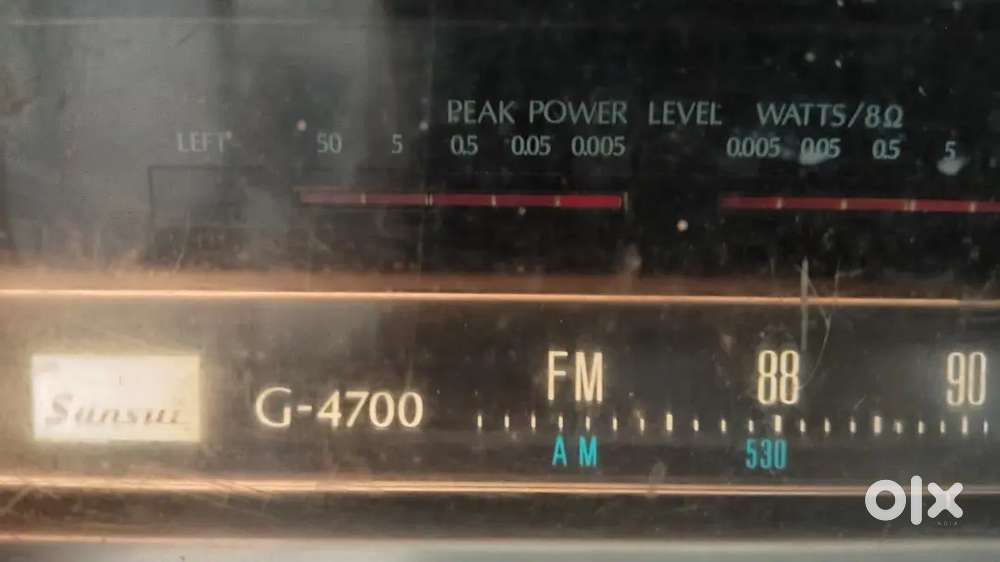 PEAK POWER LEVEL WATTS/8Ω
LEFT 50 5 0.5 0.05 0.005 0.005 0.05 0.5 5
Sansui G-4700 FM 88 90
AM 530
olx
INDIA